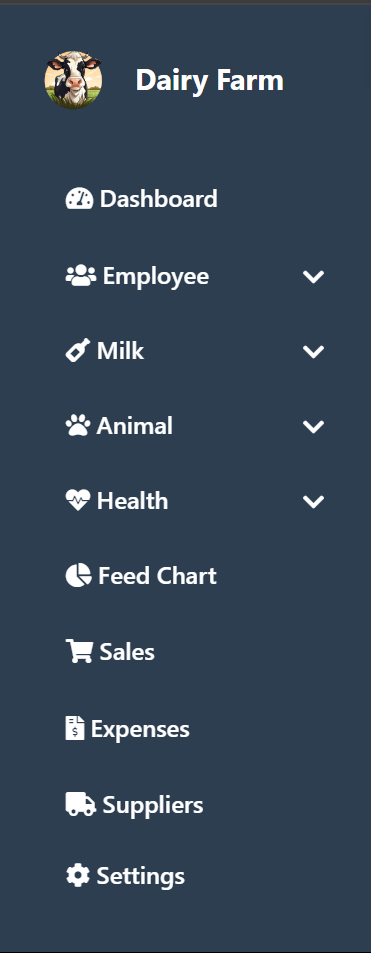 Dairy Farm
Dashboard
Employee
Milk
Animal
Health
Feed Chart
Sales
Expenses
Suppliers
Settings